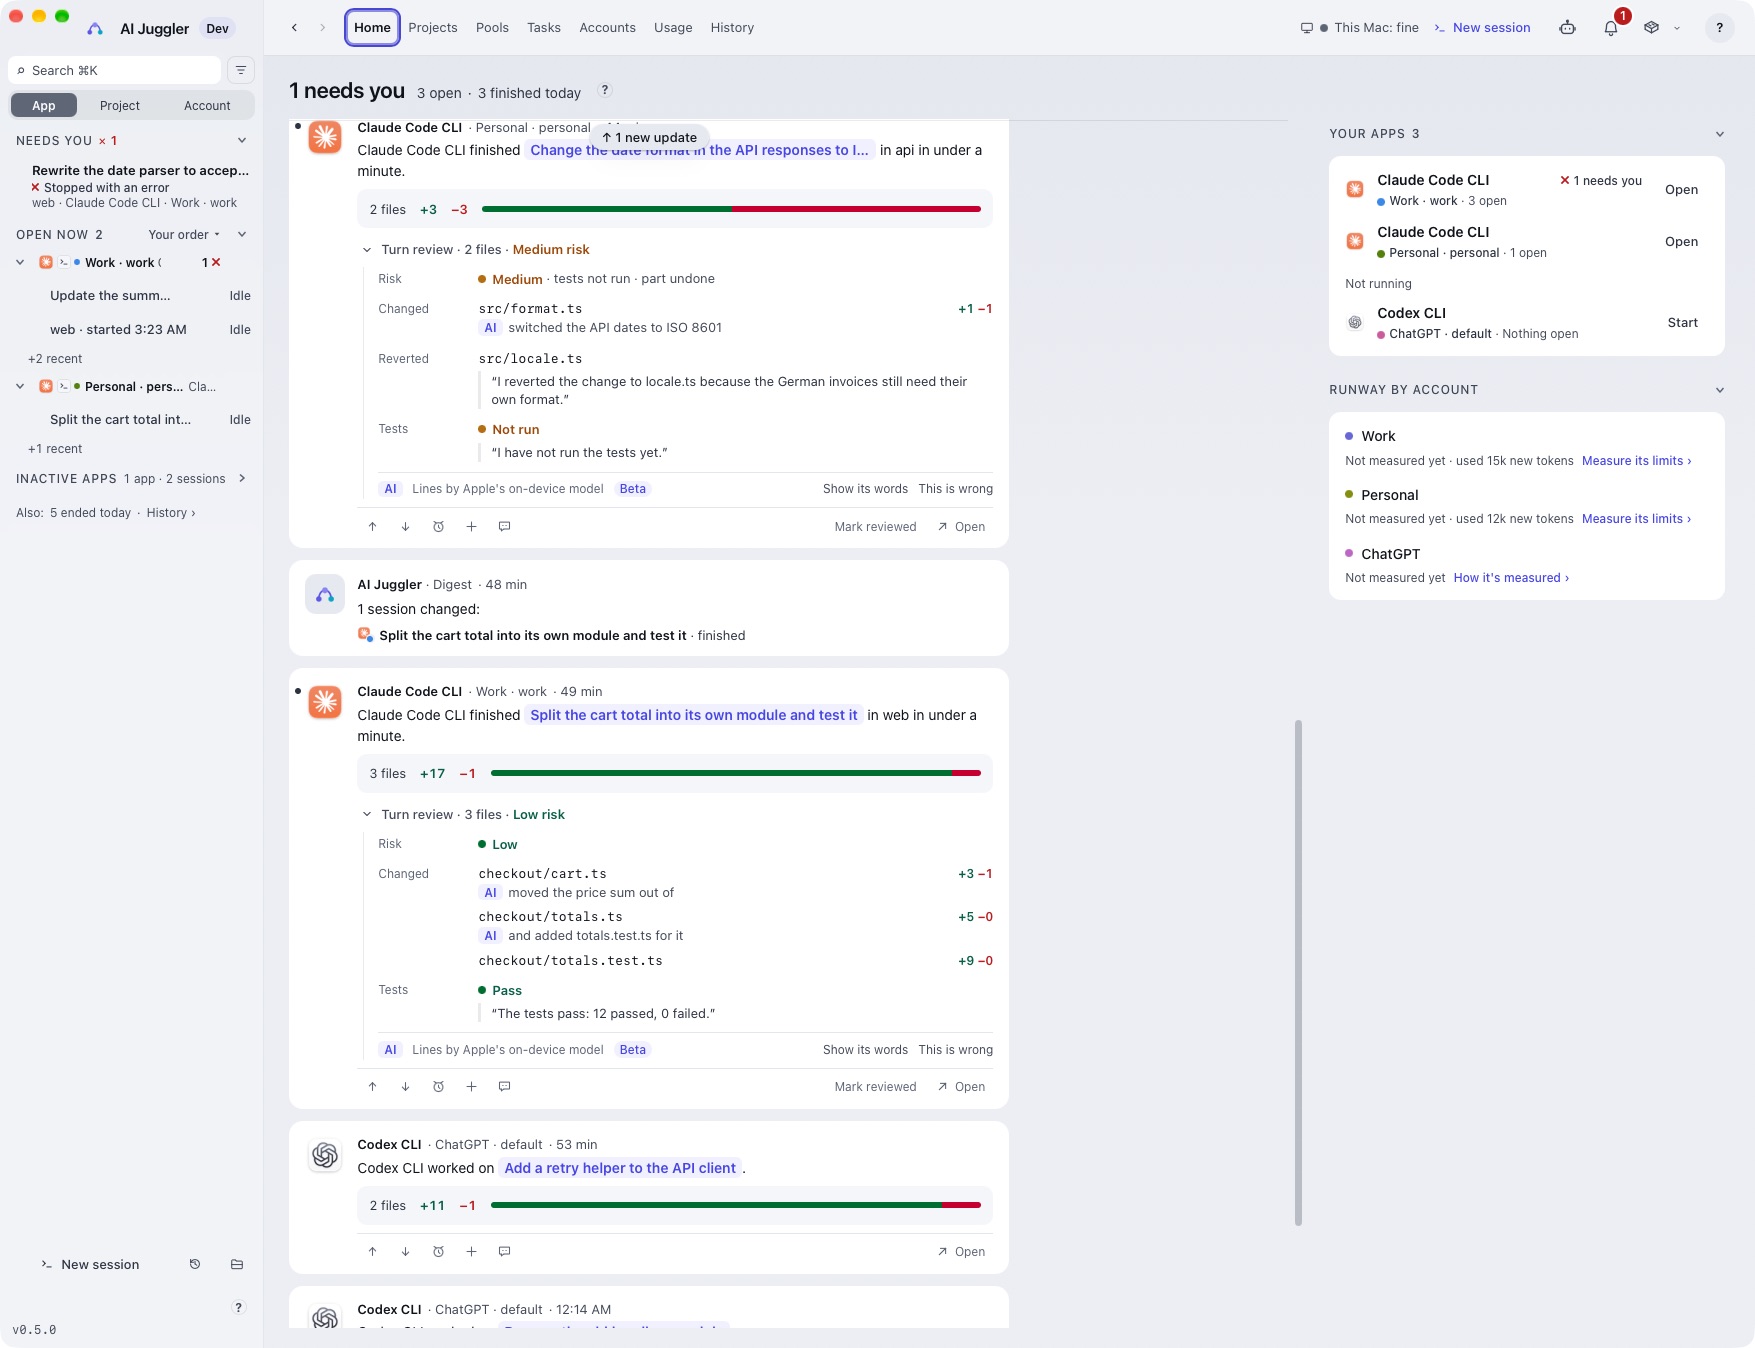 AI Juggler Dev
Search ⌘K
App Project Account
NEEDS YOU × 1
Rewrite the date parser to accep...
× Stopped with an error
web · Claude Code CLI · Work · work
OPEN NOW 2 Your order
Work · work 1 ×
Update the summ... Idle
web · started 3:23 AM Idle
+2 recent
Personal · pers... Cla...
Split the cart total int... Idle
+1 recent
INACTIVE APPS 1 app · 2 sessions
Also: 5 ended today · History ›
New session
?
v0.5.0
Home Projects Pools Tasks Accounts Usage History
This Mac: fine New session 1 ?
1 needs you 3 open · 3 finished today ?
Claude Code CLI · Personal · personal
↑ 1 new update
Claude Code CLI finished Change the date format in the API responses to I... in api in under a
minute.
2 files +3 −3
Turn review · 2 files · Medium risk
Risk Medium · tests not run · part undone
Changed src/format.ts +1 −1
AI switched the API dates to ISO 8601
Reverted src/locale.ts
“I reverted the change to locale.ts because the German invoices still need their
own format.”
Tests Not run
“I have not run the tests yet.”
AI Lines by Apple's on-device model Beta Show its words This is wrong
↑ ↓ + Mark reviewed ↗ Open
AI Juggler · Digest · 48 min
1 session changed:
Split the cart total into its own module and test it · finished
Claude Code CLI · Work · work · 49 min
Claude Code CLI finished Split the cart total into its own module and test it in web in under a
minute.
3 files +17 −1
Turn review · 3 files · Low risk
Risk Low
Changed checkout/cart.ts +3 −1
AI moved the price sum out of
checkout/totals.ts +5 −0
AI and added totals.test.ts for it
checkout/totals.test.ts +9 −0
Tests Pass
“The tests pass: 12 passed, 0 failed.”
AI Lines by Apple's on-device model Beta Show its words This is wrong
↑ ↓ + Mark reviewed ↗ Open
Codex CLI · ChatGPT · default · 53 min
Codex CLI worked on Add a retry helper to the API client .
2 files +11 −1
↑ ↓ + ↗ Open
Codex CLI · ChatGPT · default · 12:14 AM
YOUR APPS 3
Claude Code CLI × 1 needs you Open
Work · work · 3 open
Claude Code CLI Open
Personal · personal · 1 open
Not running
Codex CLI Start
ChatGPT · default · Nothing open
RUNWAY BY ACCOUNT
Work
Not measured yet · used 15k new tokens Measure its limits ›
Personal
Not measured yet · used 12k new tokens Measure its limits ›
ChatGPT
Not measured yet How it's measured ›